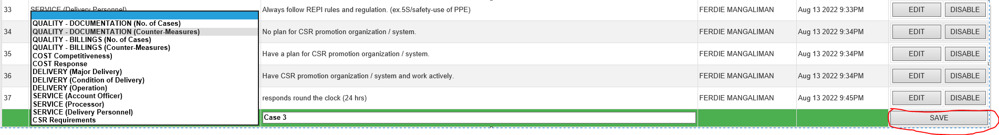 33 SERVICE (Delivery Personnel) Always follow REPI rules and regulation. (ex.5S/safety-use of PPE) FERDIE MANGALIMAN Aug 13 2022 9:33PM EDIT DISABLE
QUALITY - DOCUMENTATION (No. of Cases)
QUALITY - DOCUMENTATION (Counter-Measures)
QUALITY - BILLINGS (No. of Cases)
QUALITY - BILLINGS (Counter-Measures)
COST Competitiveness)
COST Response
DELIVERY (Major Delivery)
DELIVERY (Condition of Delivery)
DELIVERY (Operation)
SERVICE (Account Officer)
SERVICE (Processor)
SERVICE (Delivery Personnel)
CSR Requirements
34 No plan for CSR promotion organization / system. FERDIE MANGALIMAN Aug 13 2022 9:34PM EDIT DISABLE
35 Have a plan for CSR promotion organization / system. FERDIE MANGALIMAN Aug 13 2022 9:34PM EDIT DISABLE
36 Have CSR promotion organization / system and work actively. FERDIE MANGALIMAN Aug 13 2022 9:34PM EDIT DISABLE
37 responds round the clock (24 hrs) FERDIE MANGALIMAN Aug 13 2022 9:45PM EDIT DISABLE
Case 3 SAVE